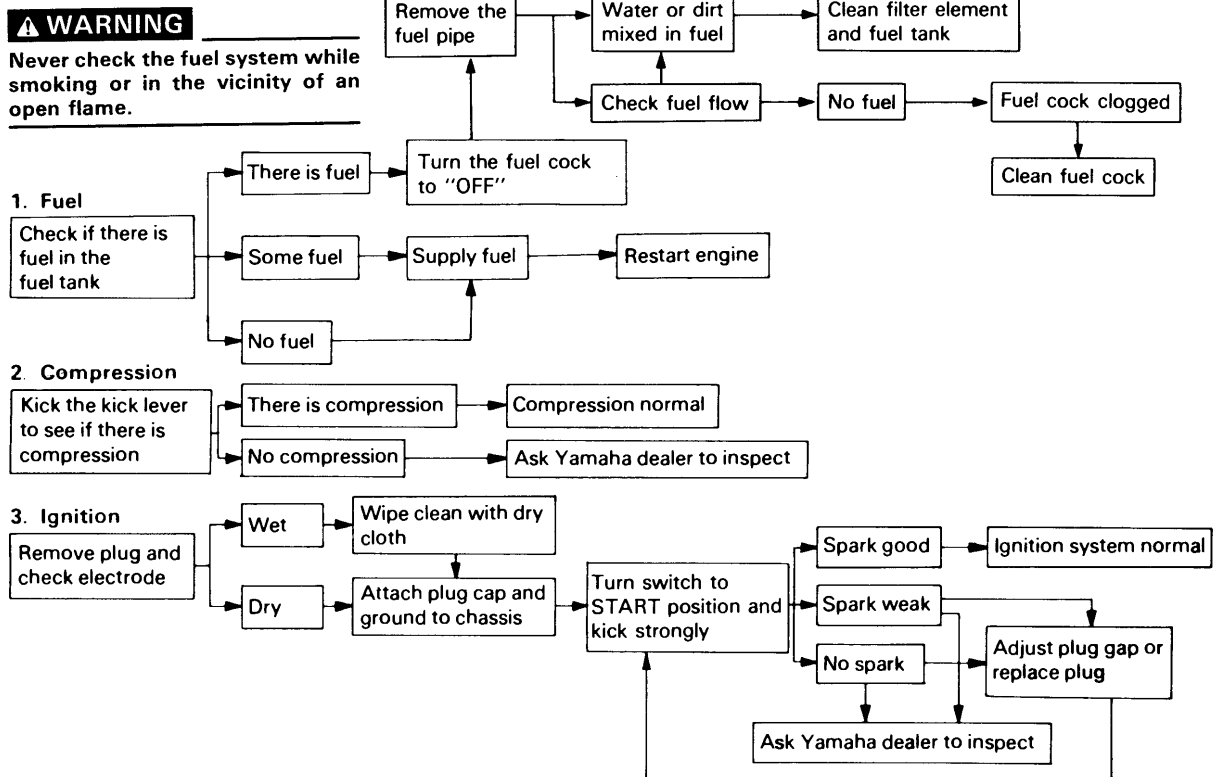 ⚠ WARNING
Never check the fuel system while
smoking or in the vicinity of an
open flame.
Remove the
fuel pipe
Water or dirt
mixed in fuel
Clean filter element
and fuel tank
Check fuel flow
No fuel
Fuel cock clogged
Clean fuel cock
There is fuel
Turn the fuel cock
to "OFF"
1. Fuel
Check if there is
fuel in the
fuel tank
Some fuel
Supply fuel
Restart engine
No fuel
2. Compression
Kick the kick lever
to see if there is
compression
There is compression
Compression normal
No compression
Ask Yamaha dealer to inspect
3. Ignition
Remove plug and
check electrode
Wet
Wipe clean with dry
cloth
Dry
Attach plug cap and
ground to chassis
Turn switch to
START position and
kick strongly
Spark good
Ignition system normal
Spark weak
No spark
Adjust plug gap or
replace plug
Ask Yamaha dealer to inspect